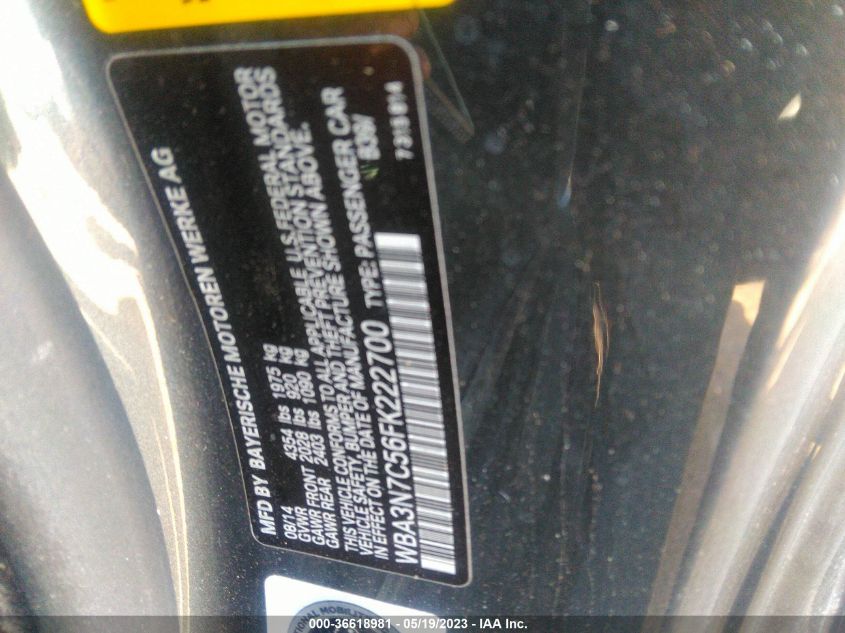 MFD BY BAYERISCHE MOTOREN WERKE AG
08/14
GVWR 4354 lbs 1975 kg
GAWR FRONT 2028 lbs 920 kg
GAWR REAR 2403 lbs 1090 kg
THIS VEHICLE CONFORMS TO ALL APPLICABLE U.S. FEDERAL MOTOR
VEHICLE SAFETY, BUMPER AND THEFT PREVENTION STANDARDS
IN EFFECT ON THE DATE OF MANUFACTURE SHOWN ABOVE.
WBA3N7C56FK222700 TYPE: PASSENGER CAR
7 313 614
000-36618981 - 05/19/2023 - IAA Inc.